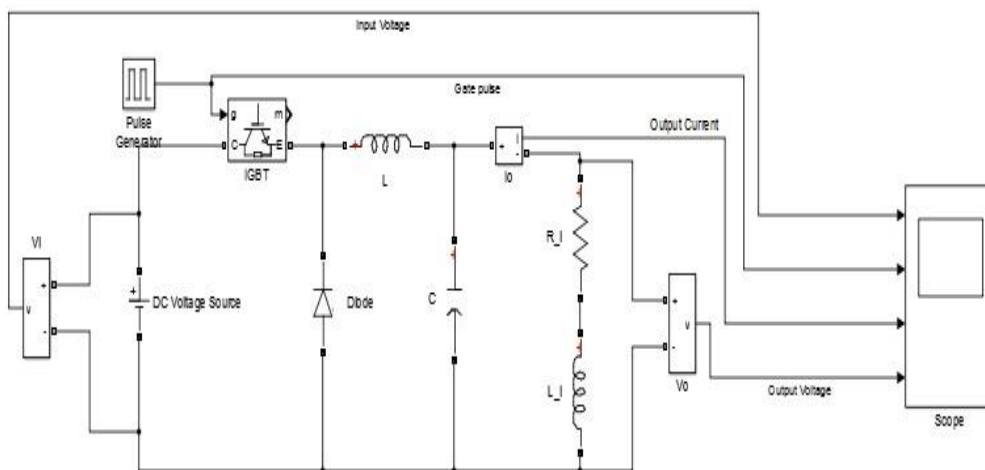 Input Voltage
Gate pulse
Pulse
Generator
g
m
C
E
IGBT
L
+
+
-
i
Io
Output Current
VI
+
-
v
+
DC Voltage Source
Diode
+
C
+
R_l
+
L_l
+
-
v
Vo
Output Voltage
Scope